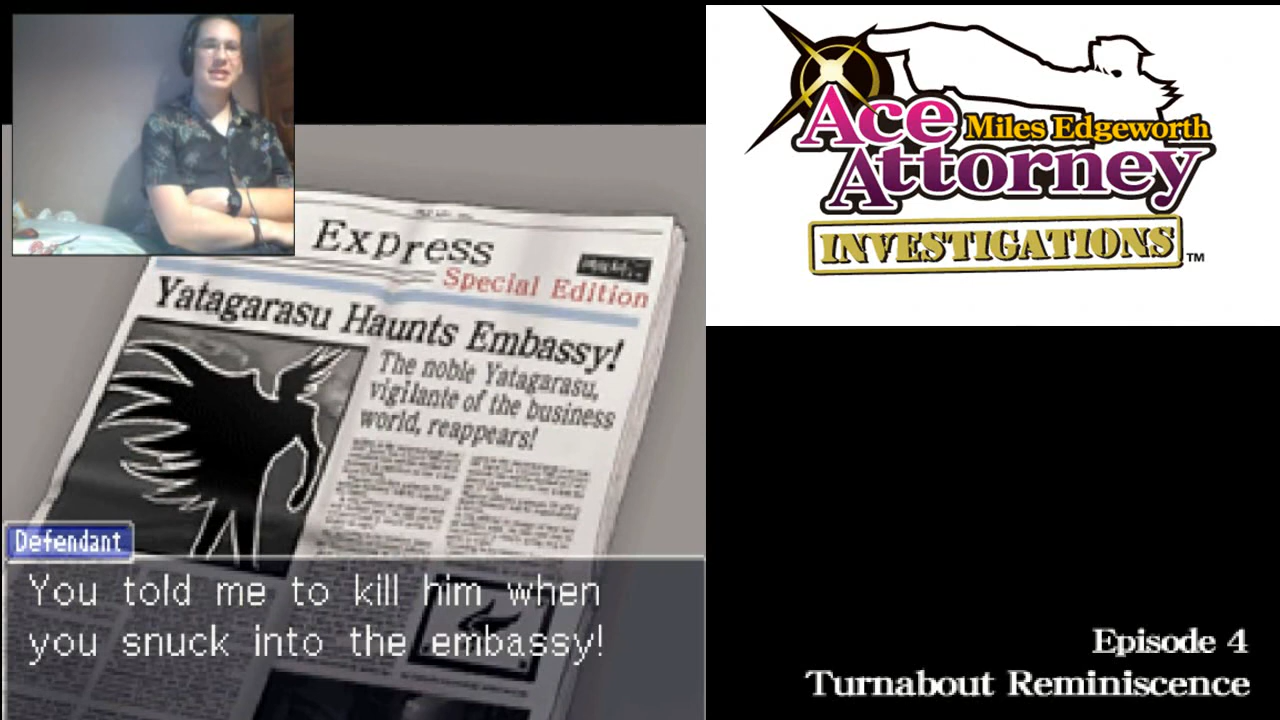 Ace
Miles Edgeworth
Attorney
INVESTIGATIONS
™
Express
Special Edition
Yatagarasu Haunts Embassy!
The noble Yatagarasu,
vigilante of the business
world, reappears!
Defendant
You told me to kill him when
you snuck into the embassy!
Episode 4
Turnabout Reminiscence